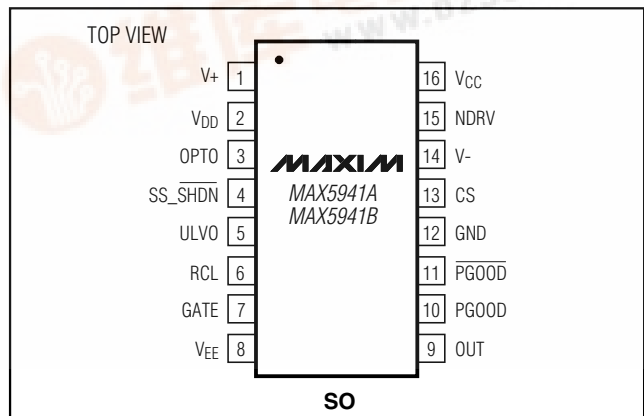 TOP VIEW
V+ 1
VDD 2
OPTO 3
SS_SHDN 4
ULVO 5
RCL 6
GATE 7
VEE 8
MAXIM
MAX5941A
MAX5941B
16 VCC
15 NDRV
14 V-
13 CS
12 GND
11 PGOOD
10 PGOOD
9 OUT
SO